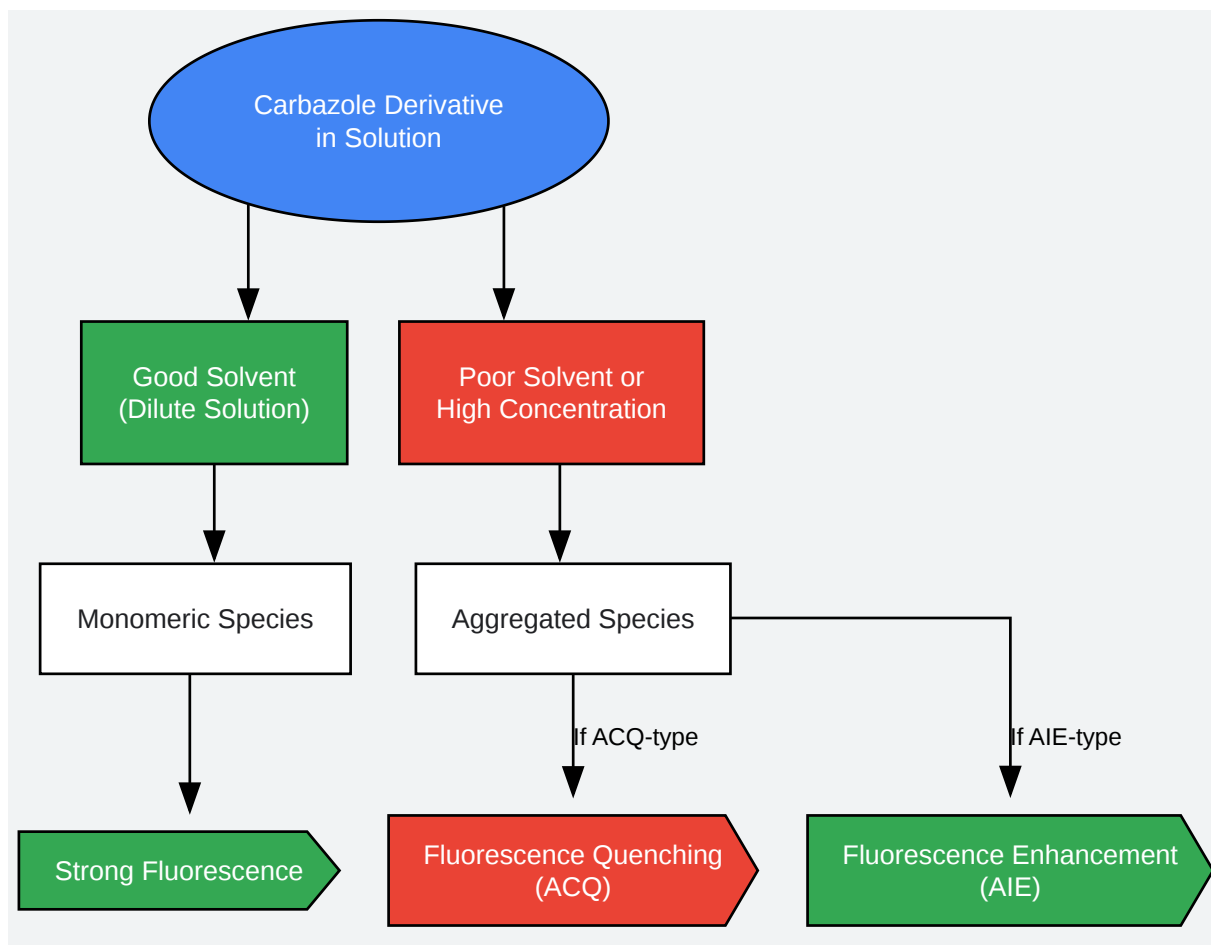 Carbazole Derivative
in Solution
Good Solvent
(Dilute Solution)
Poor Solvent or
High Concentration
Monomeric Species
Aggregated Species
If ACQ-type
If AIE-type
Strong Fluorescence
Fluorescence Quenching
(ACQ)
Fluorescence Enhancement
(AIE)